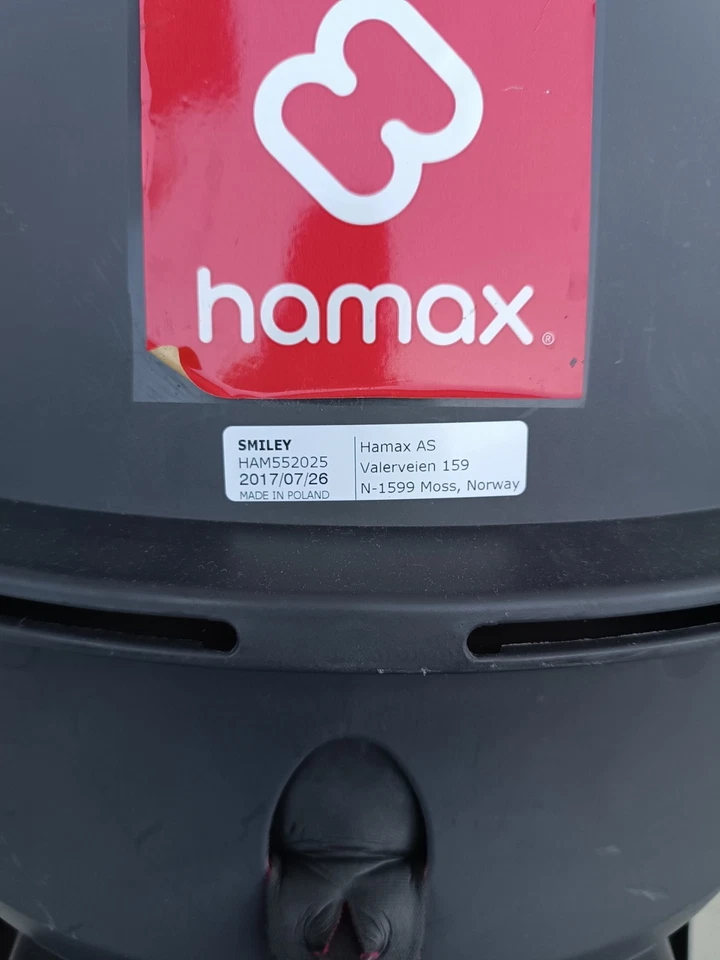 hamax®
SMILEY
HAM552025
2017/07/26
MADE IN POLAND
Hamax AS
Valerveien 159
N-1599 Moss, Norway